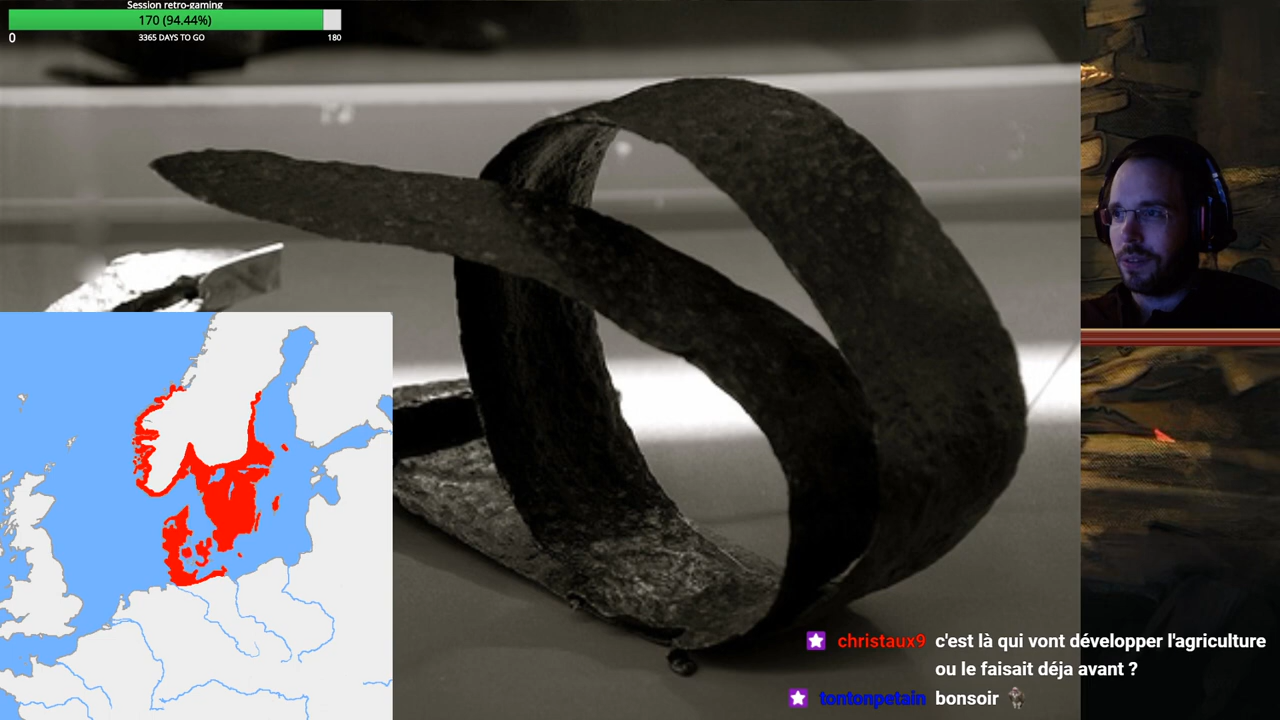 Session retro-gaming
170 (94.44%)
0 3365 DAYS TO GO 180
christaux9 c'est là qui vont développer l'agriculture
ou le faisait déja avant ?
tontonpetain bonsoir